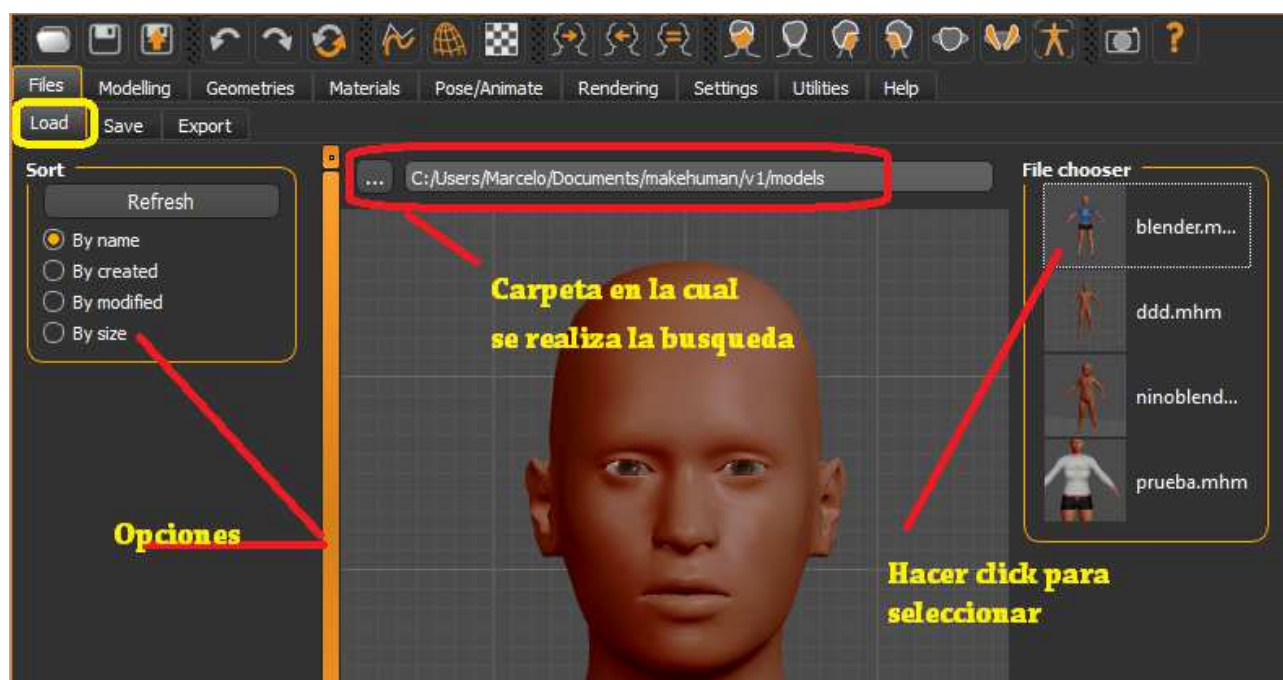 Files Modelling Geometries Materials Pose/Animate Rendering Settings Utilities Help
Load Save Export
Sort
Refresh
By name
By created
By modified
By size
... C:/Users/Marcelo/Documents/makehuman/v1/models
File chooser
blender.m...
ddd.mhm
ninoblend...
prueba.mhm
Carpeta en la cual
se realiza la busqueda
Opciones
Hacer click para
seleccionar